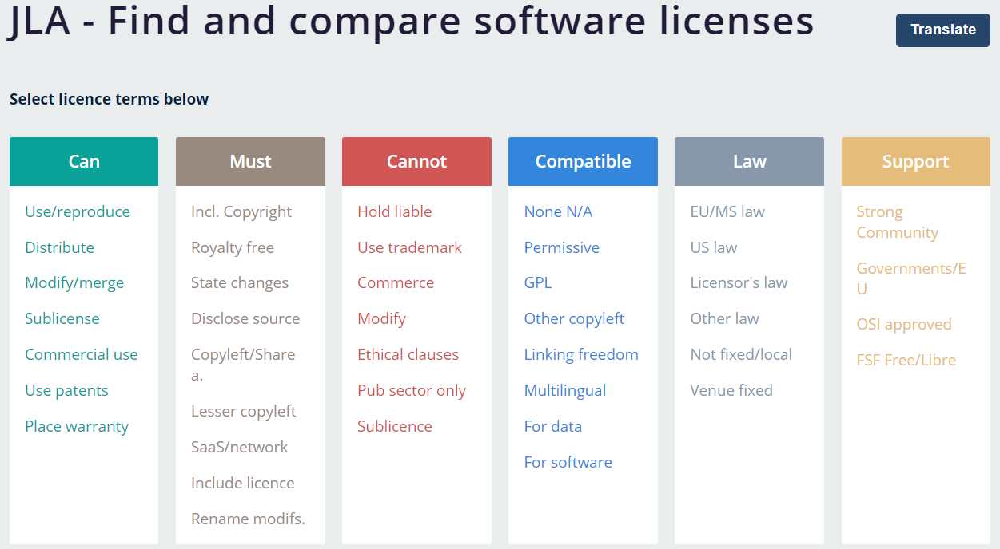 JLA - Find and compare software licenses
Translate
Select licence terms below
Can
Use/reproduce
Distribute
Modify/merge
Sublicense
Commercial use
Use patents
Place warranty
Must
Incl. Copyright
Royalty free
State changes
Disclose source
Copyleft/Share
a.
Lesser copyleft
SaaS/network
Include licence
Rename modifs.
Cannot
Hold liable
Use trademark
Commerce
Modify
Ethical clauses
Pub sector only
Sublicence
Compatible
None N/A
Permissive
GPL
Other copyleft
Linking freedom
Multilingual
For data
For software
Law
EU/MS law
US law
Licensor's law
Other law
Not fixed/local
Venue fixed
Support
Strong
Community
Governments/E
U
OSI approved
FSF Free/Libre